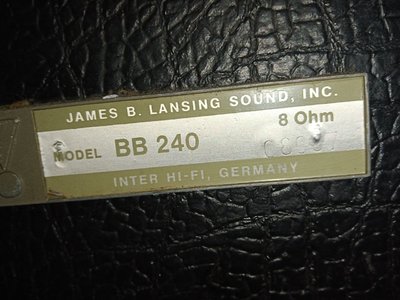 JAMES B. LANSING SOUND, INC.
8 Ohm
MODEL BB 240
INTER HI-FI, GERMANY